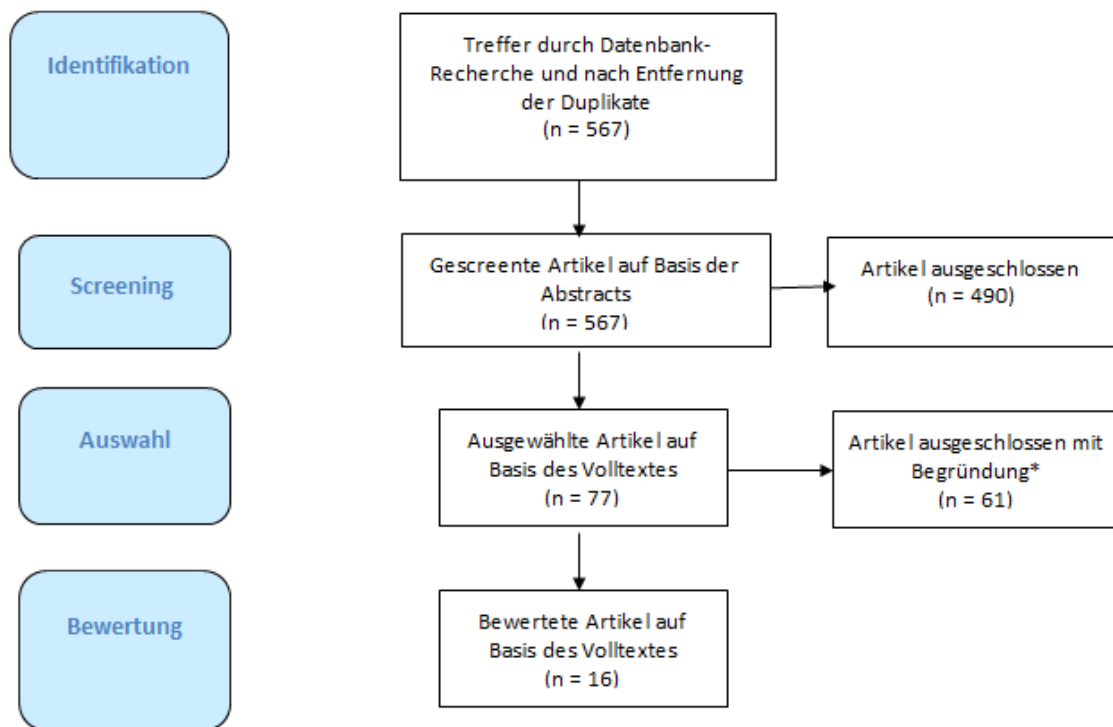 Identifikation
Treffer durch Datenbank-
Recherche und nach Entfernung
der Duplikate
(n = 567)
Screening
Gescreente Artikel auf Basis der
Abstracts
(n = 567)
Artikel ausgeschlossen
(n = 490)
Auswahl
Ausgewählte Artikel auf
Basis des Volltextes
(n = 77)
Artikel ausgeschlossen mit
Begründung*
(n = 61)
Bewertung
Bewertete Artikel auf
Basis des Volltextes
(n = 16)